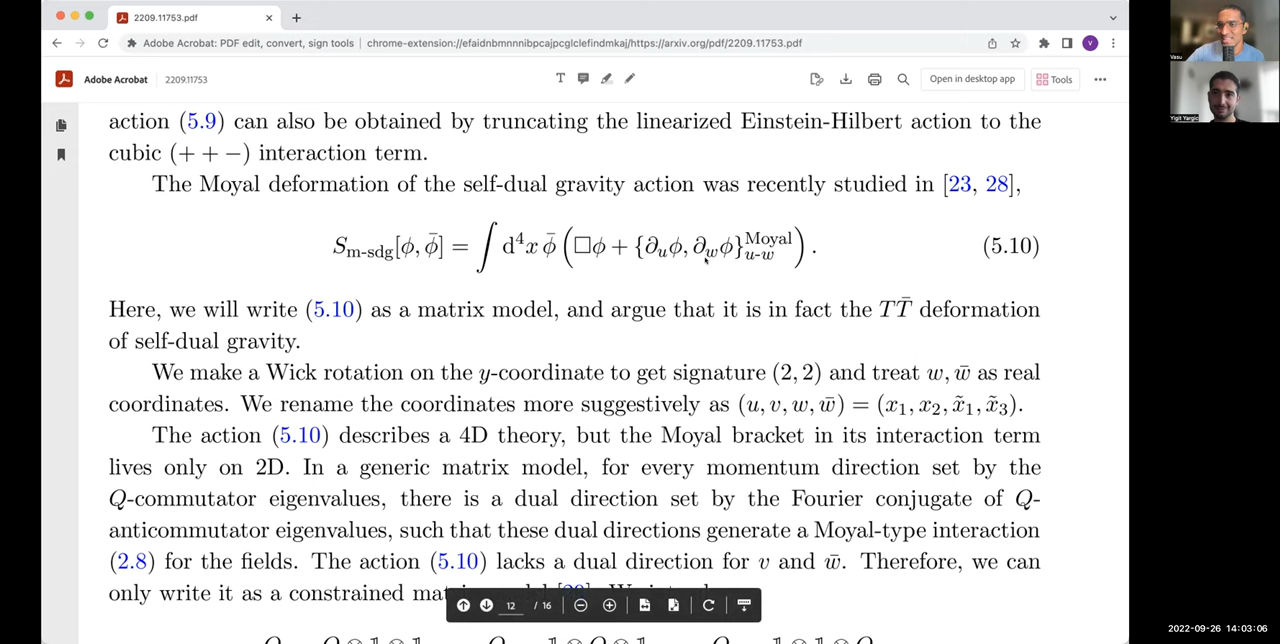 2209.11753.pdf
Adobe Acrobat: PDF edit, convert, sign tools | chrome-extension://efaidnbmnnnibpcajpcglclefindmkaj/https://arxiv.org/pdf/2209.11753.pdf
V
Adobe Acrobat 2209.11753 Open in desktop app Tools
action (5.9) can also be obtained by truncating the linearized Einstein-Hilbert action to the
cubic (+ + −) interaction term.
The Moyal deformation of the self-dual gravity action was recently studied in [23, 28],
S_{m-sdg}[ϕ, ϕ̄] = ∫ d⁴x ϕ̄ (□ϕ + {∂_uϕ, ∂_wϕ}^{Moyal}_{u-w}) . (5.10)
Here, we will write (5.10) as a matrix model, and argue that it is in fact the TT̄ deformation
of self-dual gravity.
We make a Wick rotation on the y-coordinate to get signature (2, 2) and treat w, w̄ as real
coordinates. We rename the coordinates more suggestively as (u, v, w, w̄) = (x₁, x₂, x̃₁, x̃₃).
The action (5.10) describes a 4D theory, but the Moyal bracket in its interaction term
lives only on 2D. In a generic matrix model, for every momentum direction set by the
Q-commutator eigenvalues, there is a dual direction set by the Fourier conjugate of Q-
anticommutator eigenvalues, such that these dual directions generate a Moyal-type interaction
(2.8) for the fields. The action (5.10) lacks a dual direction for v and w̄. Therefore, we can
only write it as a constrained
12 / 16
Vasu
Yigit Yargic
2022-09-26 14:03:06